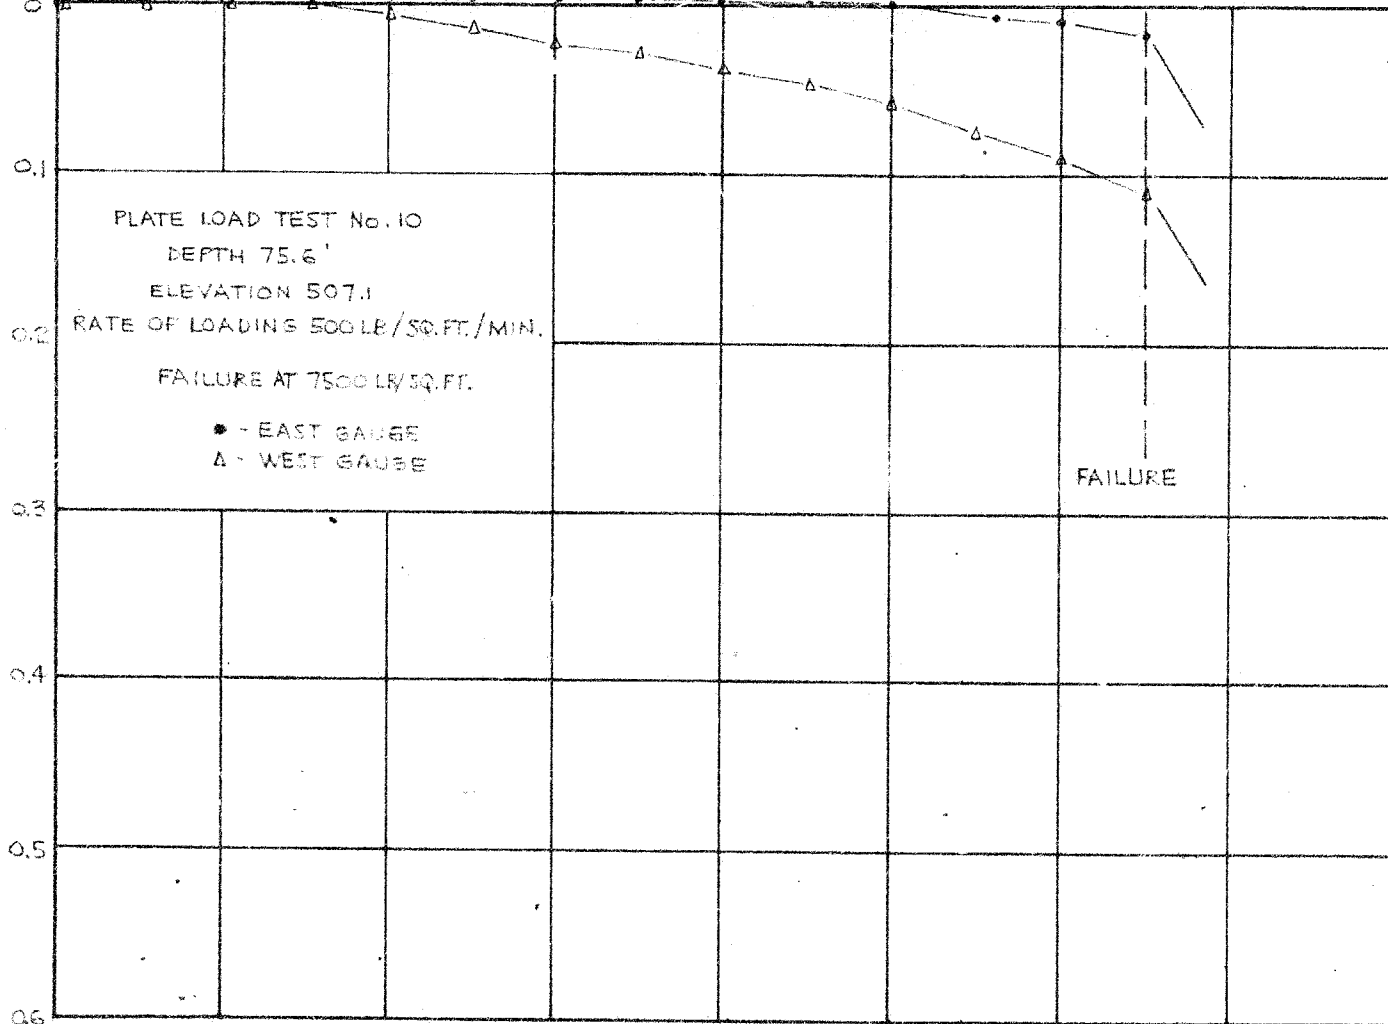 0
0.1
PLATE LOAD TEST No. 10
DEPTH 75.6'
ELEVATION 507.1
0.2
RATE OF LOADING 500 LB/SQ.FT./MIN.
FAILURE AT 7500 LB/SQ.FT.
● - EAST GAUGE
△ - WEST GAUGE
FAILURE
0.3
0.4
0.5
0.6